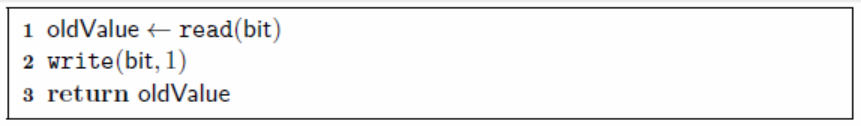 1 oldValue ← read(bit)
2 write(bit, 1)
3 return oldValue